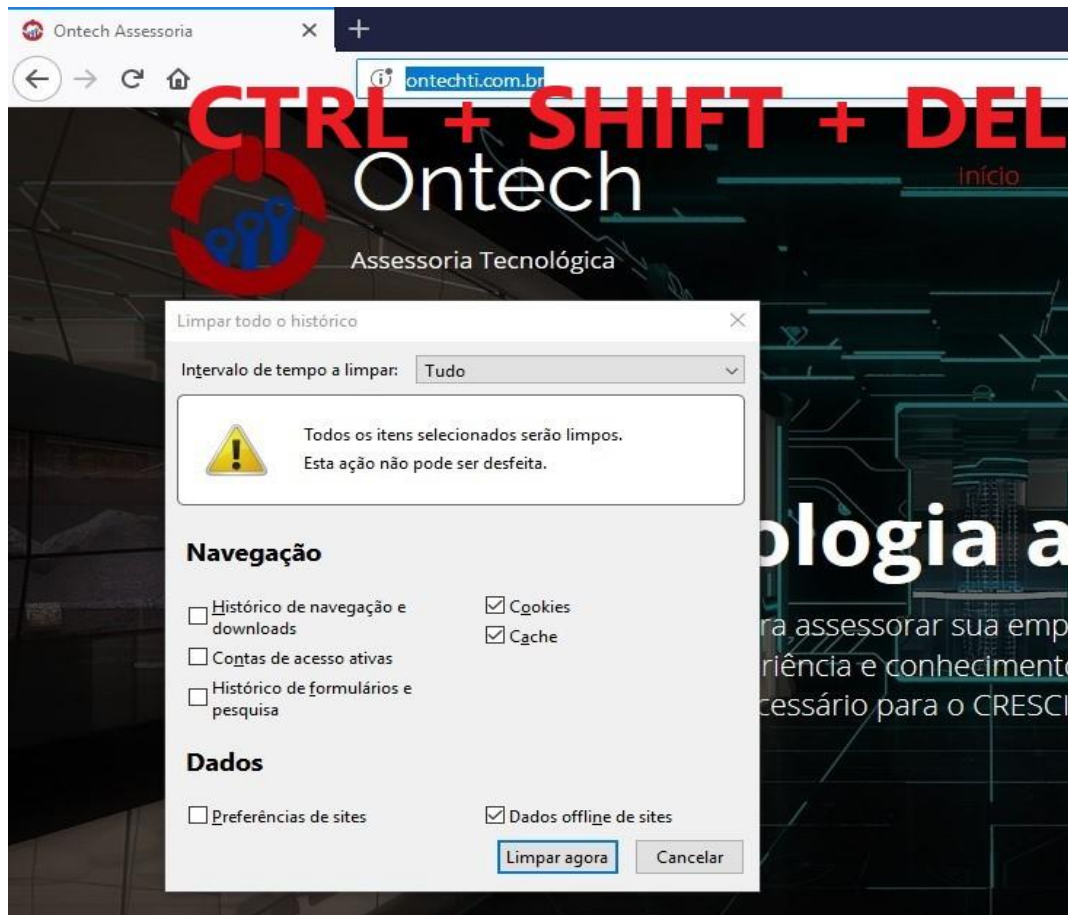 Ontech Assessoria
ontechti.com.br
CTRL + SHIFT + DEL
Ontech
Início
Assessoria Tecnológica
Limpar todo o histórico
Intervalo de tempo a limpar: Tudo
Todos os itens selecionados serão limpos.
Esta ação não pode ser desfeita.
ologia a
Navegação
Histórico de navegação e
downloads
Cookies
Cache
Contas de acesso ativas
Histórico de formulários e
pesquisa
ra assessorar sua emp
riência e conhecimento
cessário para o CRESCI
Dados
Preferências de sites
Dados offline de sites
Limpar agora
Cancelar